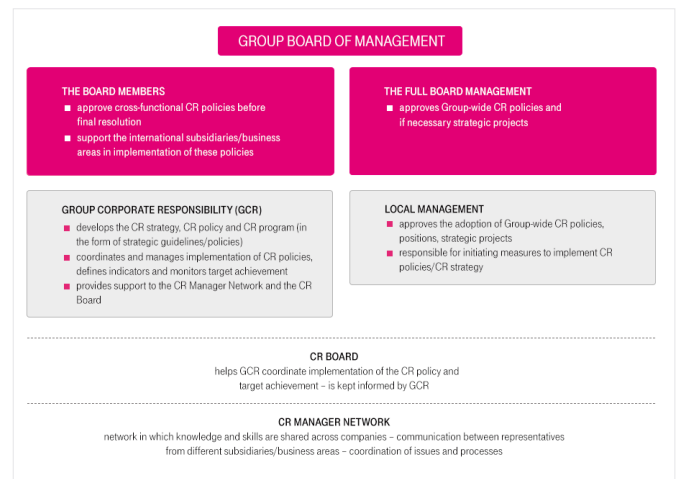 GROUP BOARD OF MANAGEMENT
THE BOARD MEMBERS
approve cross-functional CR policies before
final resolution
support the international subsidiaries/business
areas in implementation of these policies
THE FULL BOARD MANAGEMENT
approves Group-wide CR policies and
if necessary strategic projects
GROUP CORPORATE RESPONSIBILITY (GCR)
develops the CR strategy, CR policy and CR program (in
the form of strategic guidelines/policies)
coordinates and manages implementation of CR policies,
defines indicators and monitors target achievement
provides support to the CR Manager Network and the CR
Board
LOCAL MANAGEMENT
approves the adoption of Group-wide CR policies,
positions, strategic projects
responsible for initiating measures to implement CR
policies/CR strategy
CR BOARD
helps GCR coordinate implementation of the CR policy and
target achievement – is kept informed by GCR
CR MANAGER NETWORK
network in which knowledge and skills are shared across companies – communication between representatives
from different subsidiaries/business areas – coordination of issues and processes